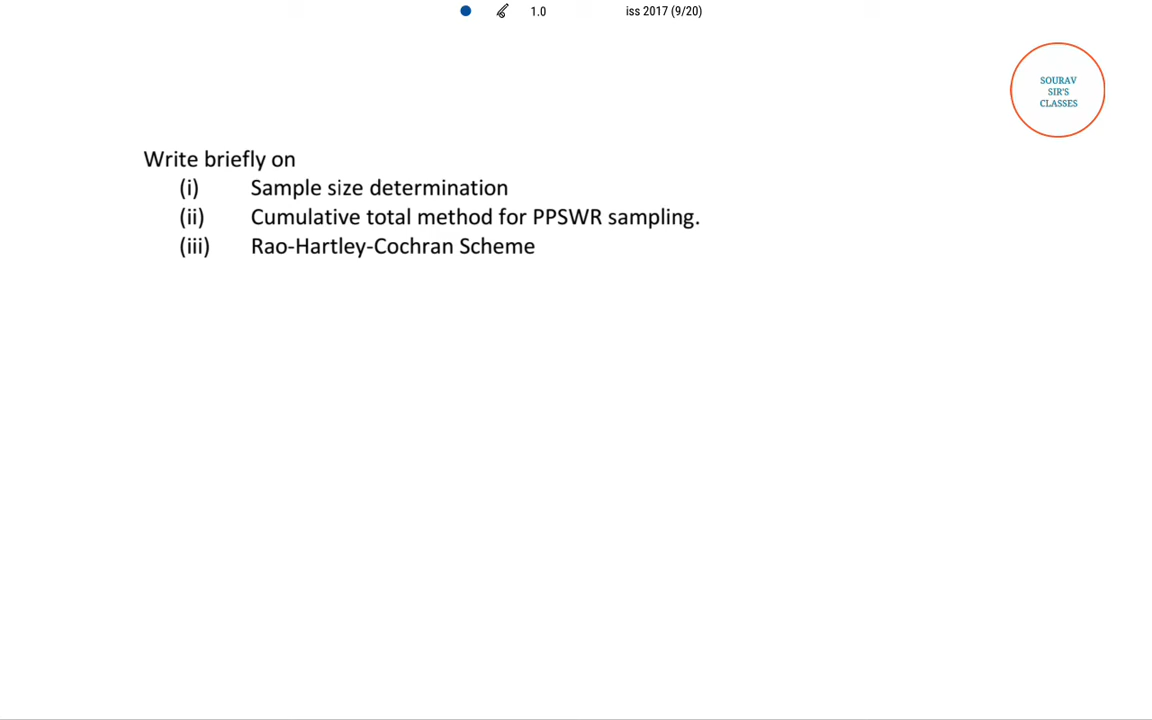 1.0 iss 2017 (9/20)
SOURAV
SIR'S
CLASSES
Write briefly on
(i) Sample size determination
(ii) Cumulative total method for PPSWR sampling.
(iii) Rao-Hartley-Cochran Scheme